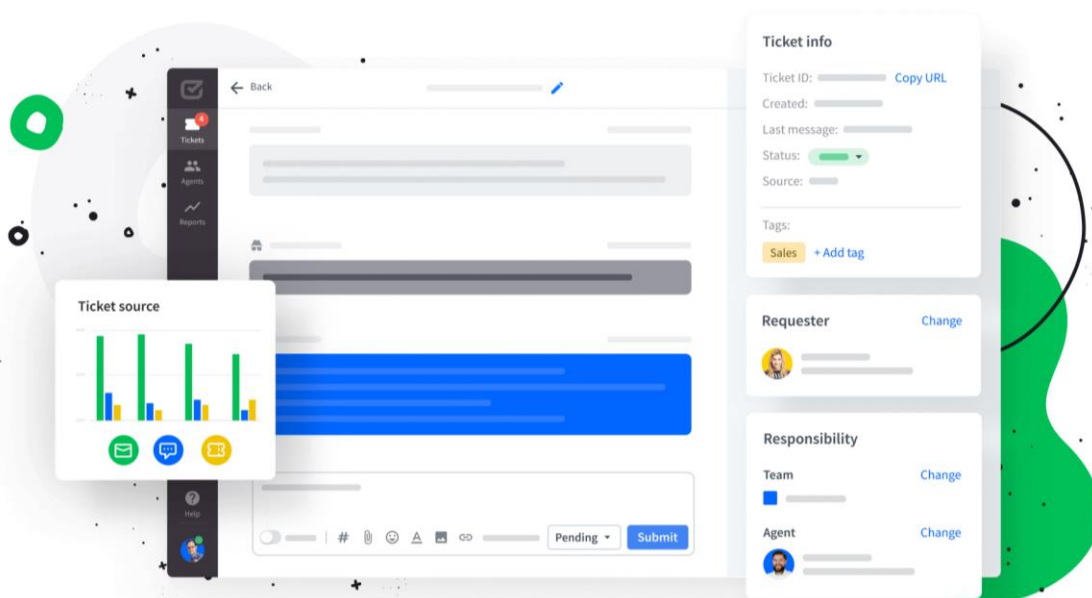 Back
4
Tickets
Agents
Reports
Help
Ticket source
Pending
Submit
Ticket info
Ticket ID:
Copy URL
Created:
Last message:
Status:
Source:
Tags:
Sales
+ Add tag
Requester
Change
Responsibility
Team
Change
Agent
Change